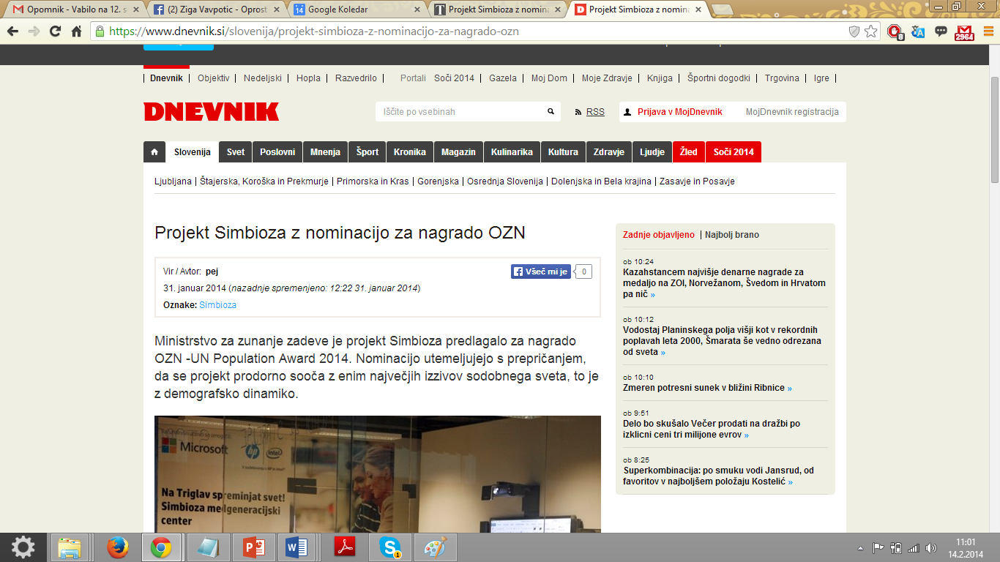 Opomnik - Vabilo na 12. s
(2) Ziga Vavpotic - Oprost
Google Koledar
Projekt Simbioza z nomina
Projekt Simbioza z nomina
https://www.dnevnik.si/slovenija/projekt-simbioza-z-nominacijo-za-nagrado-ozn
8
2964
Dnevnik | Objektiv | Nedeljski | Hopla | Razvedrilo | Portali Soči 2014 | Gazela | Moj Dom | Moje Zdravje | Knjiga | Športni dogodki | Trgovina | Igre |
DNEVNIK
Iščite po vsebinah
RSS
Prijava v MojDnevnik
MojDnevnik registracija
Slovenija Svet Poslovni Mnenja Šport Kronika Magazin Kulinarika Kultura Zdravje Ljudje Žled Soči 2014
Ljubljana | Štajerska, Koroška in Prekmurje | Primorska in Kras | Gorenjska | Osrednja Slovenija | Dolenjska in Bela krajina | Zasavje in Posavje
Projekt Simbioza z nominacijo za nagrado OZN
Vir / Avtor: pej
Všeč mi je
0
31. januar 2014 (nazadnje spremenjeno: 12:22 31. januar 2014)
Oznake: Simbioza
Ministrstvo za zunanje zadeve je projekt Simbioza predlagalo za nagrado
OZN -UN Population Award 2014. Nominacijo utemeljujejo s prepričanjem,
da se projekt prodorno sooča z enim največjih izzivov sodobnega sveta, to je
z demografsko dinamiko.
Microsoft
hp
intel
Na Triglav spreminjat svet!
Simbioza medgeneracijski
center
Zadnje objavljeno | Najbolj brano
ob 10:24
Kazahstancem najvišje denarne nagrade za
medaljo na ZOI, Norvežanom, Švedom in Hrvatom
pa nič »
ob 10:12
Vodostaj Planinskega polja višji kot v rekordnih
poplavah leta 2000, Šmarata še vedno odrezana
od sveta »
ob 10:10
Zmeren potresni sunek v bližini Ribnice »
ob 9:51
Delo bo skušalo Večer prodati na dražbi po
izklicni ceni tri milijone evrov »
ob 8:25
Superkombinacija: po smuku vodi Jansrud, od
favoritov v najboljšem položaju Kostelić »
11:01
14.2.2014